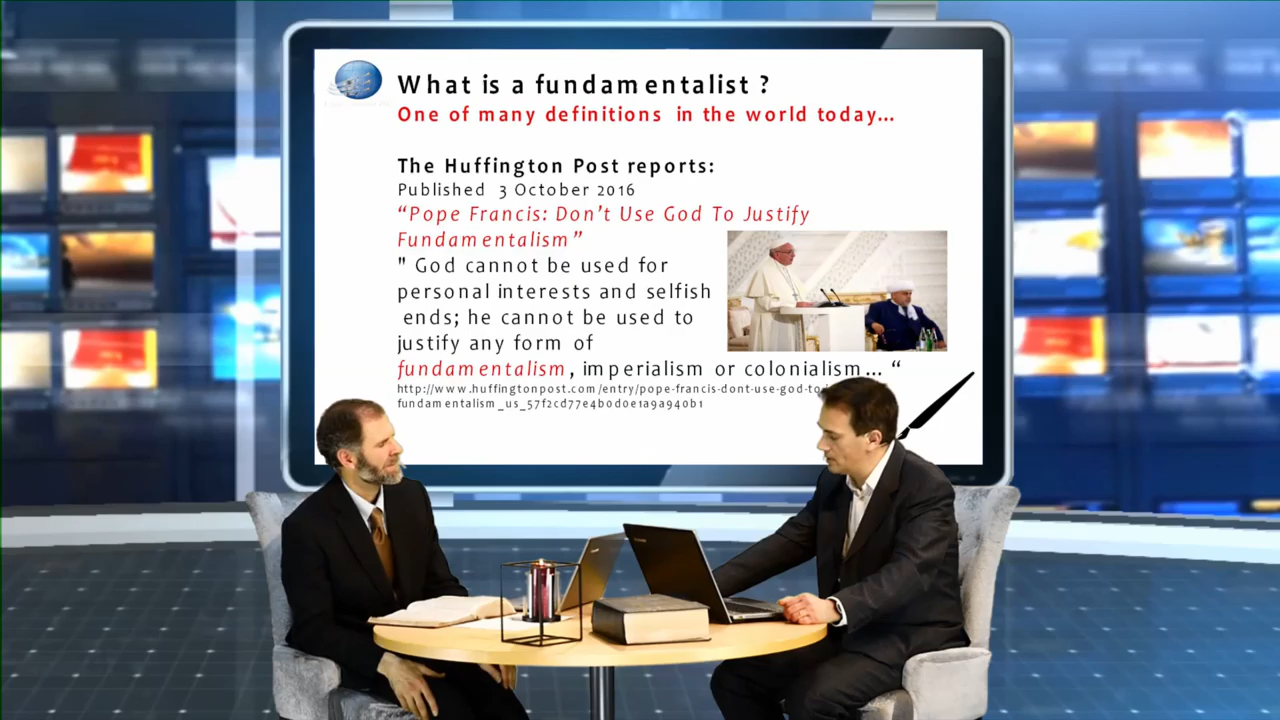 What is a fundamentalist ?
One of many definitions in the world today...
The Huffington Post reports:
Published 3 October 2016
“Pope Francis: Don’t Use God To Justify
Fundamentalism”
" God cannot be used for
personal interests and selfish
ends; he cannot be used to
justify any form of
fundamentalism, imperialism or colonialism... “
http://www.huffingtonpost.com/entry/pope-francis-dont-use-god-to-
fundamentalism_us_57f2cd77e4b0d0e1a9a940b1